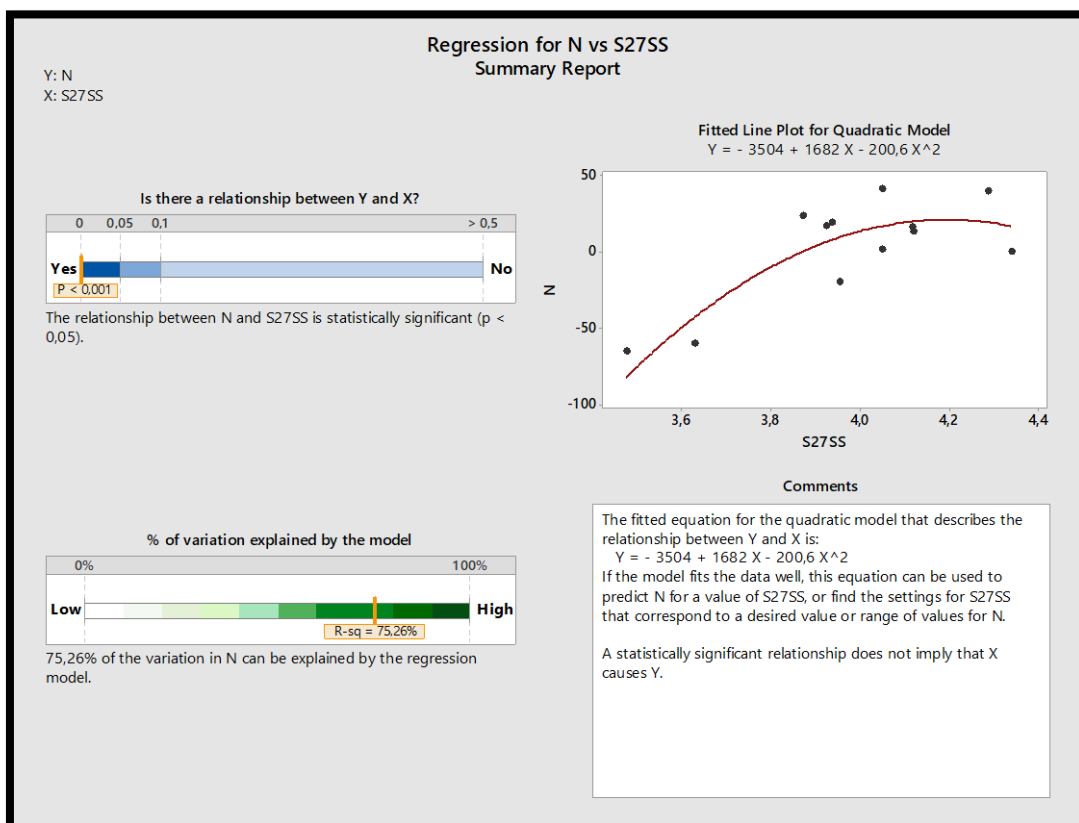 Regression for N vs S27SS
Summary Report
Y: N
X: S27SS
Is there a relationship between Y and X?
0 0,05 0,1 > 0,5
Yes No
P < 0,001
The relationship between N and S27SS is statistically significant (p <
0,05).
% of variation explained by the model
0% 100%
Low High
R-sq = 75,26%
75,26% of the variation in N can be explained by the regression
model.
Fitted Line Plot for Quadratic Model
Y = - 3504 + 1682 X - 200,6 X^2
50
0
-50
-100
N
3,6 3,8 4,0 4,2 4,4
S27SS
Comments
The fitted equation for the quadratic model that describes the
relationship between Y and X is:
Y = - 3504 + 1682 X - 200,6 X^2
If the model fits the data well, this equation can be used to
predict N for a value of S27SS, or find the settings for S27SS
that correspond to a desired value or range of values for N.
A statistically significant relationship does not imply that X
causes Y.